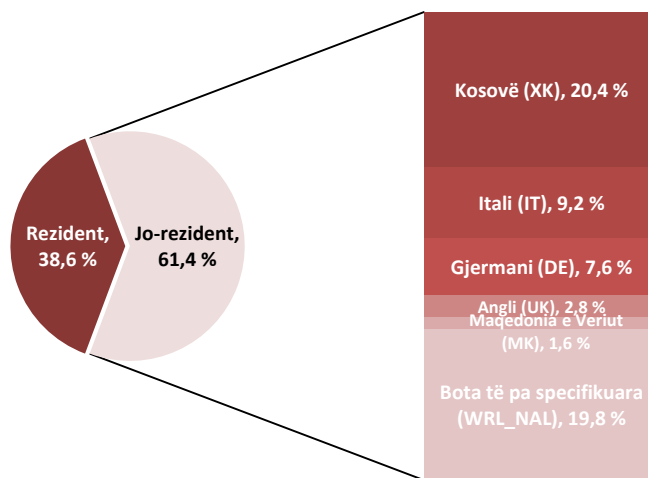 Rezident,
38,6 %
Jo-rezident,
61,4 %
Kosovë (XK), 20,4 %
Itali (IT), 9,2 %
Gjermani (DE), 7,6 %
Angli (UK), 2,8 %
Maqedonia e Veriut
(MK), 1,6 %
Bota të pa specifikuara
(WRL_NAL), 19,8 %